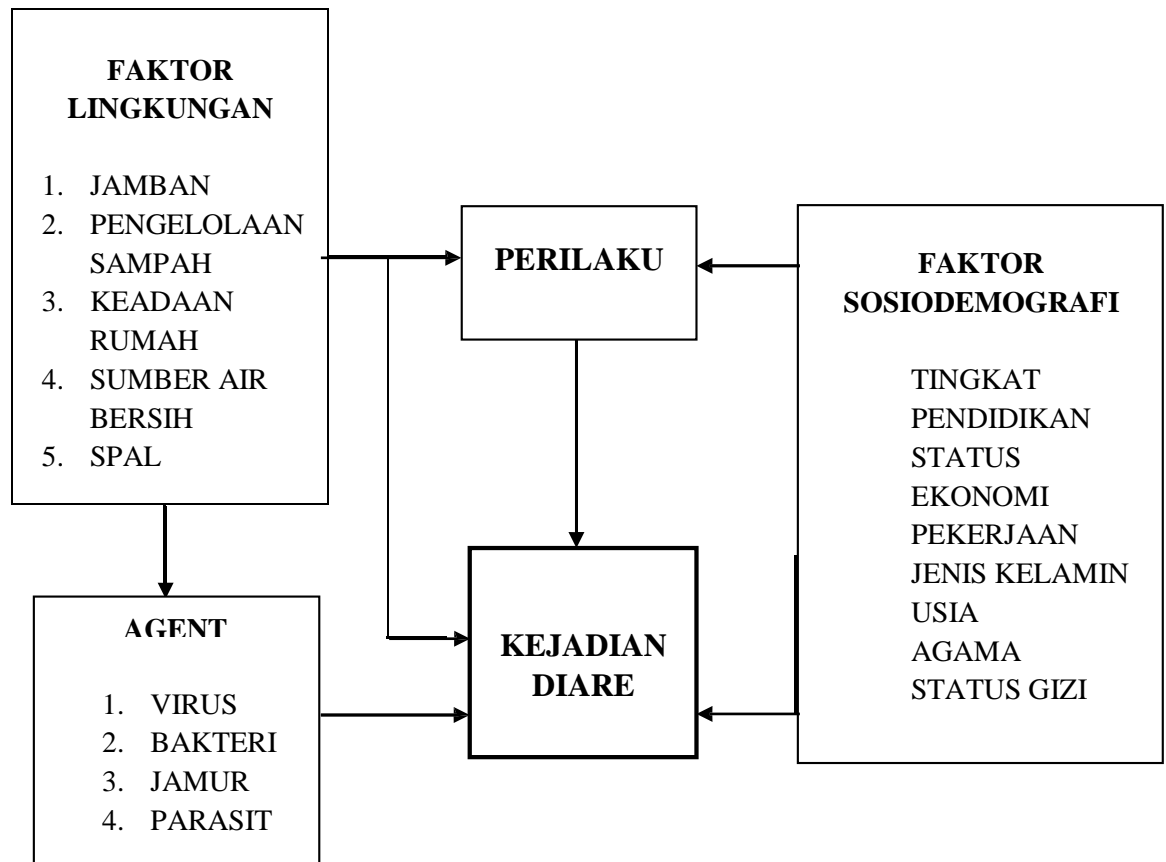 FAKTOR
LINGKUNGAN
1. JAMBAN
2. PENGELOLAAN
SAMPAH
3. KEADAAN
RUMAH
4. SUMBER AIR
BERSIH
5. SPAL
PERILAKU
FAKTOR
SOSIODEMOGRAFI
TINGKAT
PENDIDIKAN
STATUS
EKONOMI
PEKERJAAN
JENIS KELAMIN
USIA
AGAMA
STATUS GIZI
AGENT
1. VIRUS
2. BAKTERI
3. JAMUR
4. PARASIT
KEJADIAN
DIARE